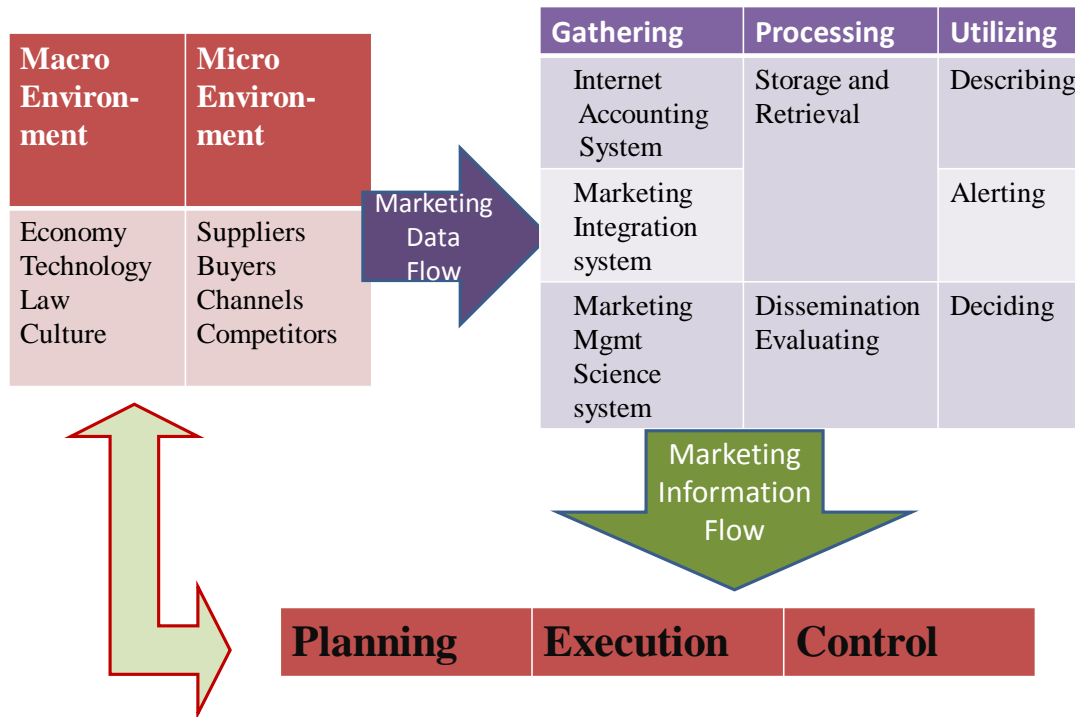 Macro
Environ-
ment
Micro
Environ-
ment
Economy
Technology
Law
Culture
Suppliers
Buyers
Channels
Competitors
Marketing
Data
Flow
Gathering
Processing
Utilizing
Internet
Accounting
System
Storage and
Retrieval
Describing
Marketing
Integration
system
Alerting
Marketing
Mgmt
Science
system
Dissemination
Evaluating
Deciding
Marketing
Information
Flow
Planning
Execution
Control